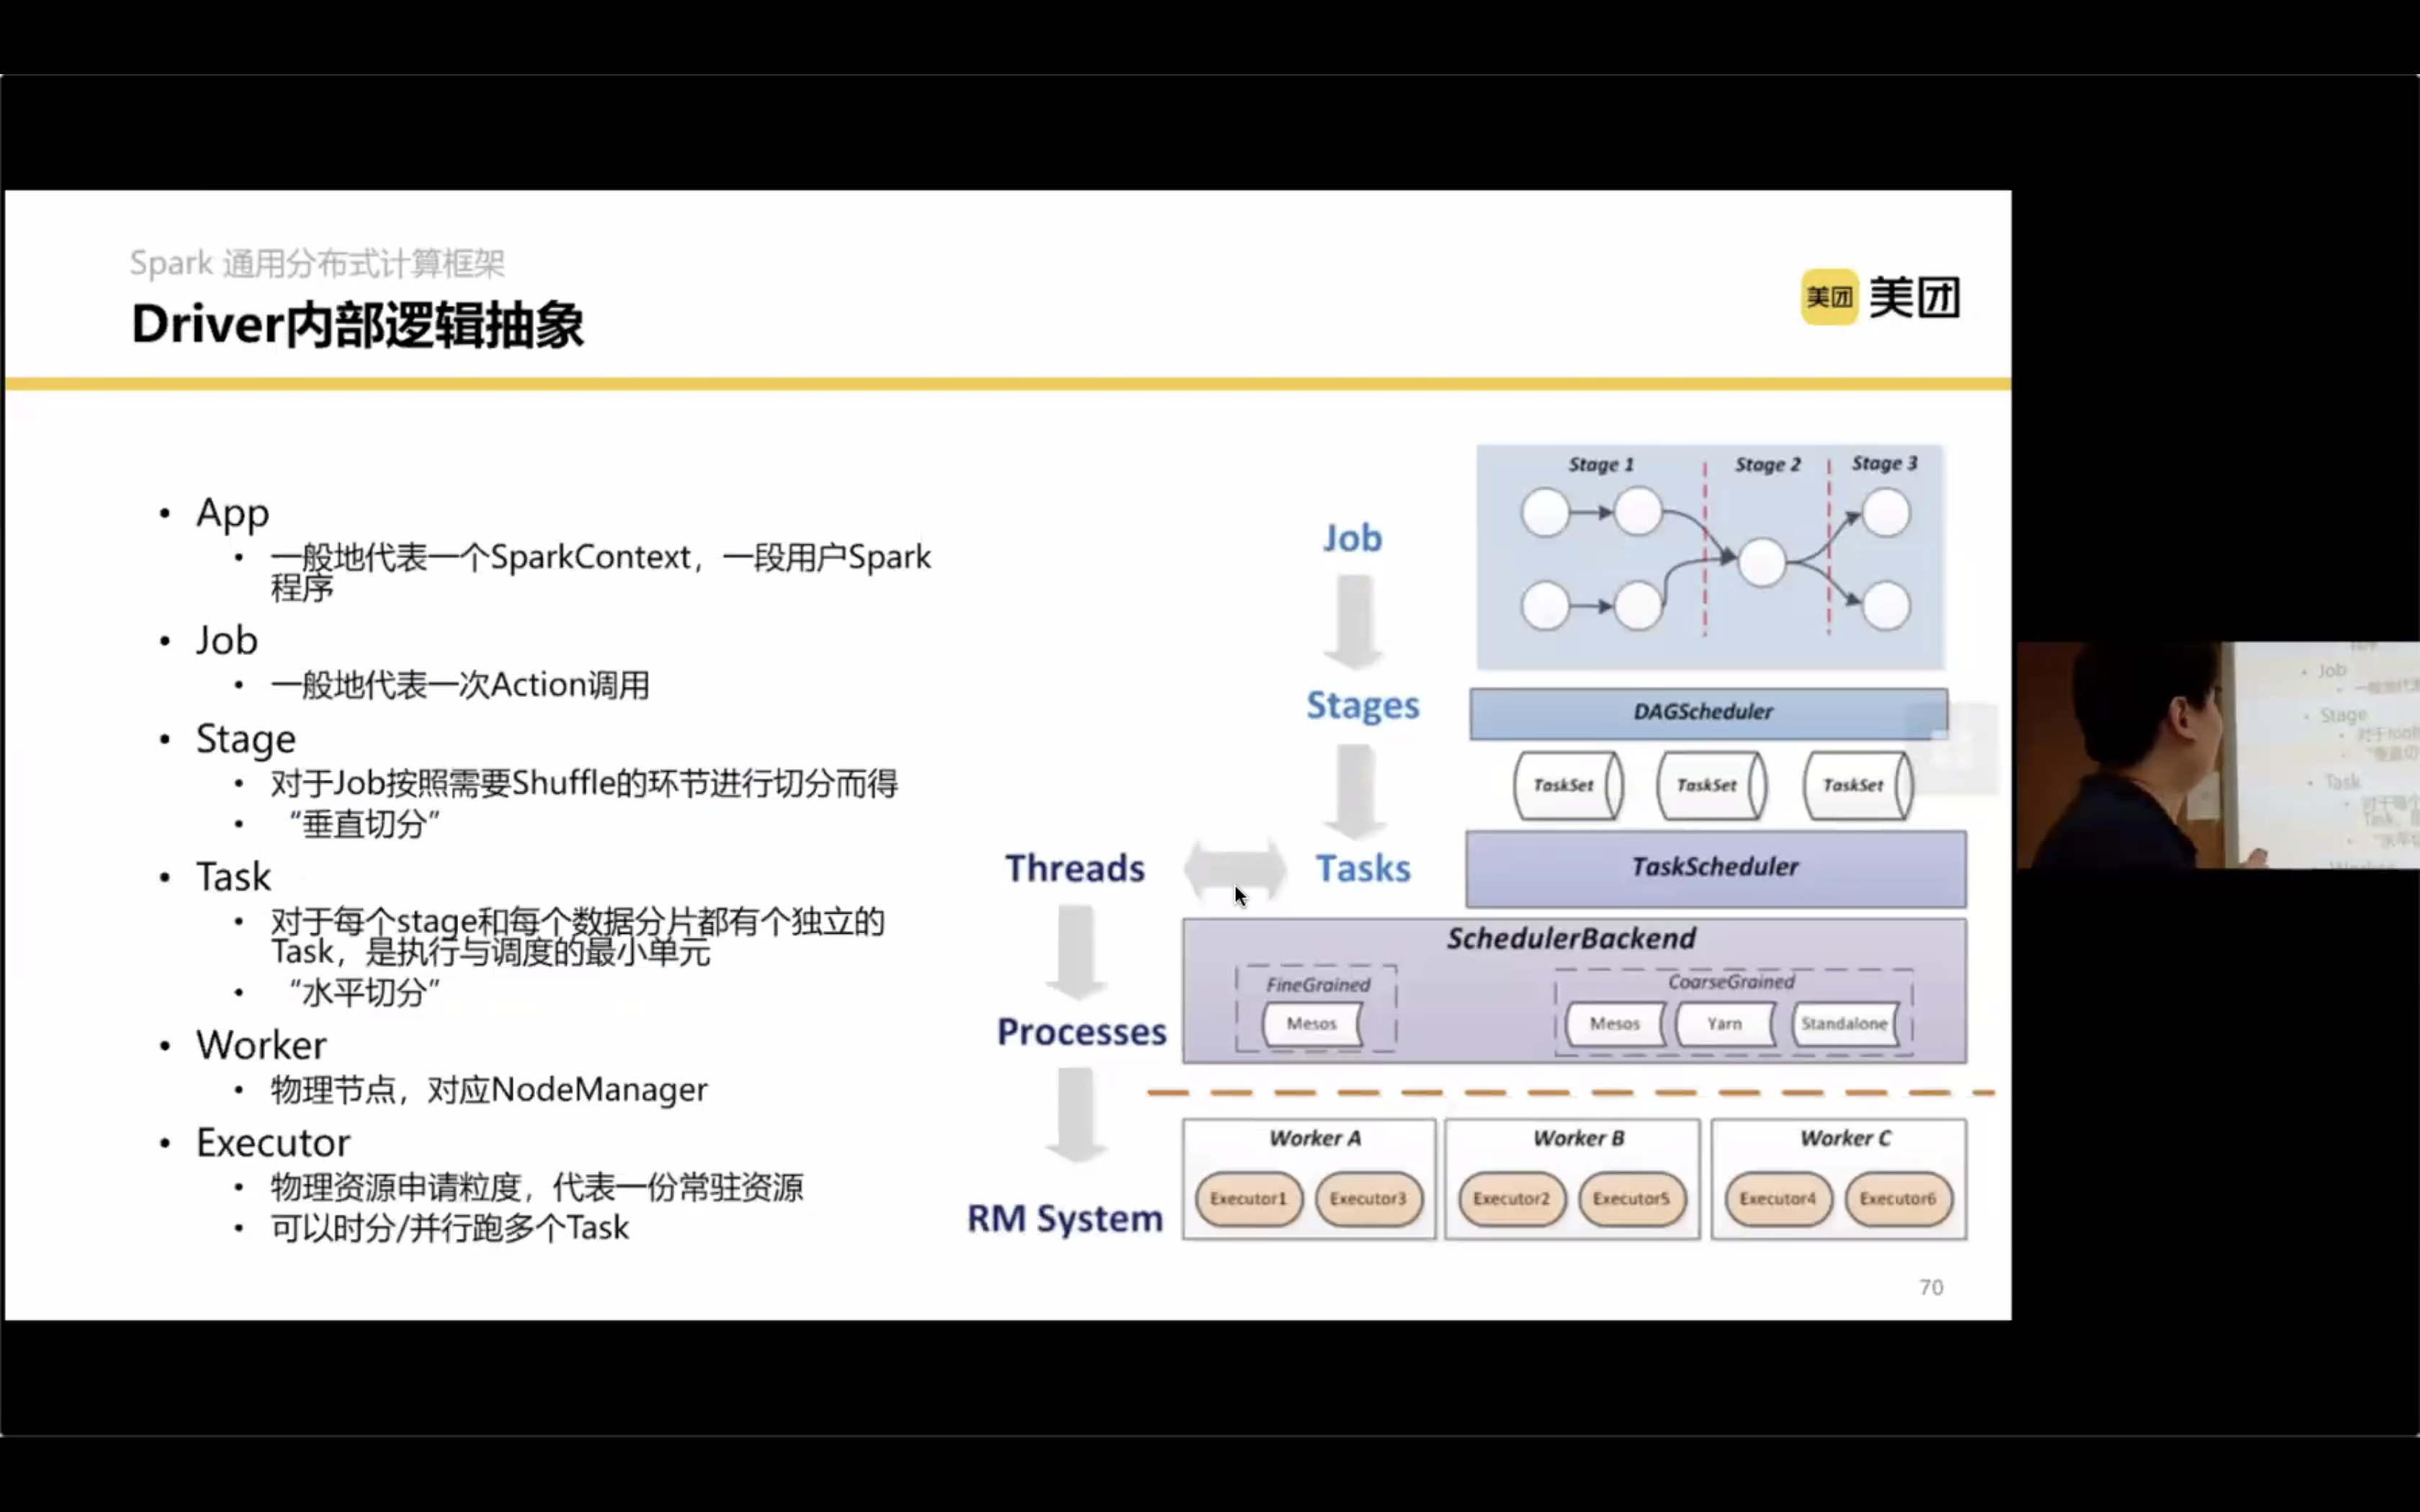 Spark 通用分布式计算框架
Driver内部逻辑抽象
美团 美团
• App
• 一般地代表一个SparkContext，一段用户Spark
程序
• Job
• 一般地代表一次Action调用
• Stage
• 对于Job按照需要Shuffle的环节进行切分而得
• “垂直切分”
• Task
• 对于每个stage和每个数据分片都有个独立的
Task，是执行与调度的最小单元
• “水平切分”
• Worker
• 物理节点，对应NodeManager
• Executor
• 物理资源申请粒度，代表一份常驻资源
• 可以时分/并行跑多个Task
Job
Stages
Threads
Tasks
Processes
RM System
Stage 1
Stage 2
Stage 3
DAGScheduler
TaskSet
TaskSet
TaskSet
TaskScheduler
SchedulerBackend
FineGrained
Mesos
CoarseGrained
Mesos
Yarn
Standalone
Worker A
Executor1
Executor3
Worker B
Executor2
Executor5
Worker C
Executor4
Executor6
70
• Job
• Stage
• Task